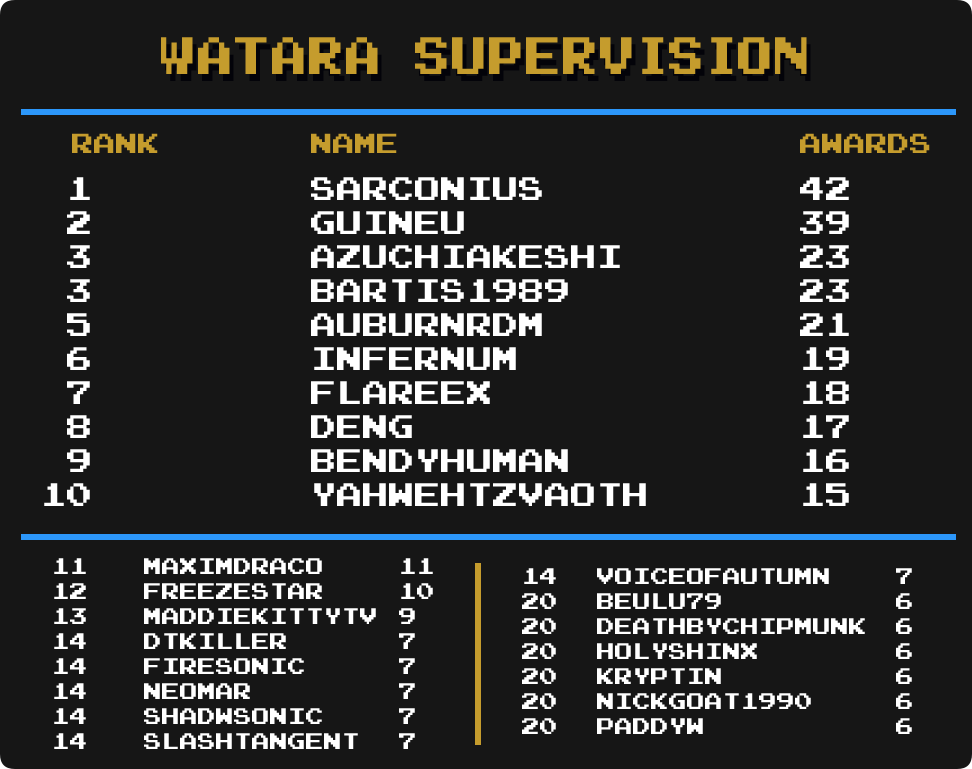 WATARA SUPERVISION
RANK NAME AWARDS
1 SARCONIUS 42
2 GUINEU 39
3 AZUCHIAKESHI 23
3 BARTIS1989 23
5 AUBURNRDM 21
6 INFERNUM 19
7 FLAREEX 18
8 DENG 17
9 BENDYHUMAN 16
10 YAHWEHTZVAOTH 15
11 MAXIMDRACO 11
12 FREEZESTAR 10
13 MADDIEKITTYTV 9
14 DTKILLER 7
14 FIRESONIC 7
14 NEOMAR 7
14 SHADWSONIC 7
14 SLASHTANGENT 7
14 VOICEOFAUTUMN 7
20 BEULU79 6
20 DEATHBYCHIPMUNK 6
20 HOLYSHINX 6
20 KRYPTIN 6
20 NICKGOAT1990 6
20 PADDYW 6